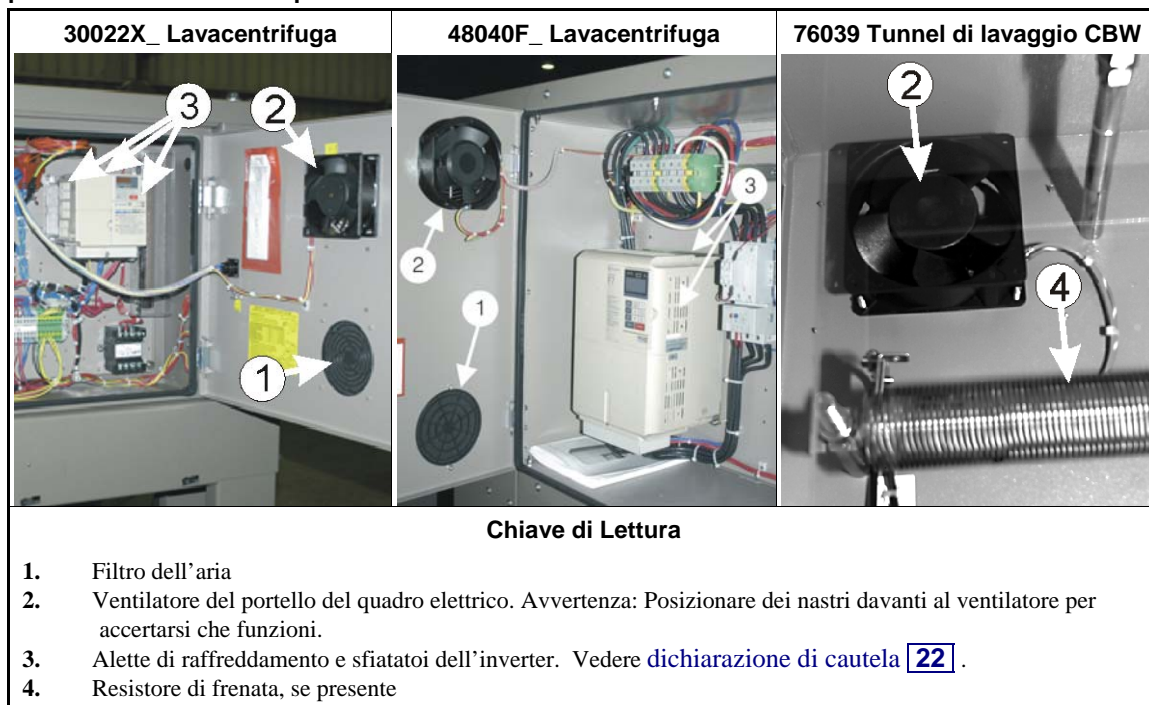 30022X_ Lavacentrifuga
48040F_ Lavacentrifuga
76039 Tunnel di lavaggio CBW
3
2
1
2
1
3
2
4
Chiave di Lettura
1. Filtro dell’aria
2. Ventilatore del portello del quadro elettrico. Avvertenza: Posizionare dei nastri davanti al ventilatore per
accertarsi che funzioni.
3. Alette di raffreddamento e sfiatatoi dell’inverter. Vedere dichiarazione di cautela 22 .
4. Resistore di frenata, se presente